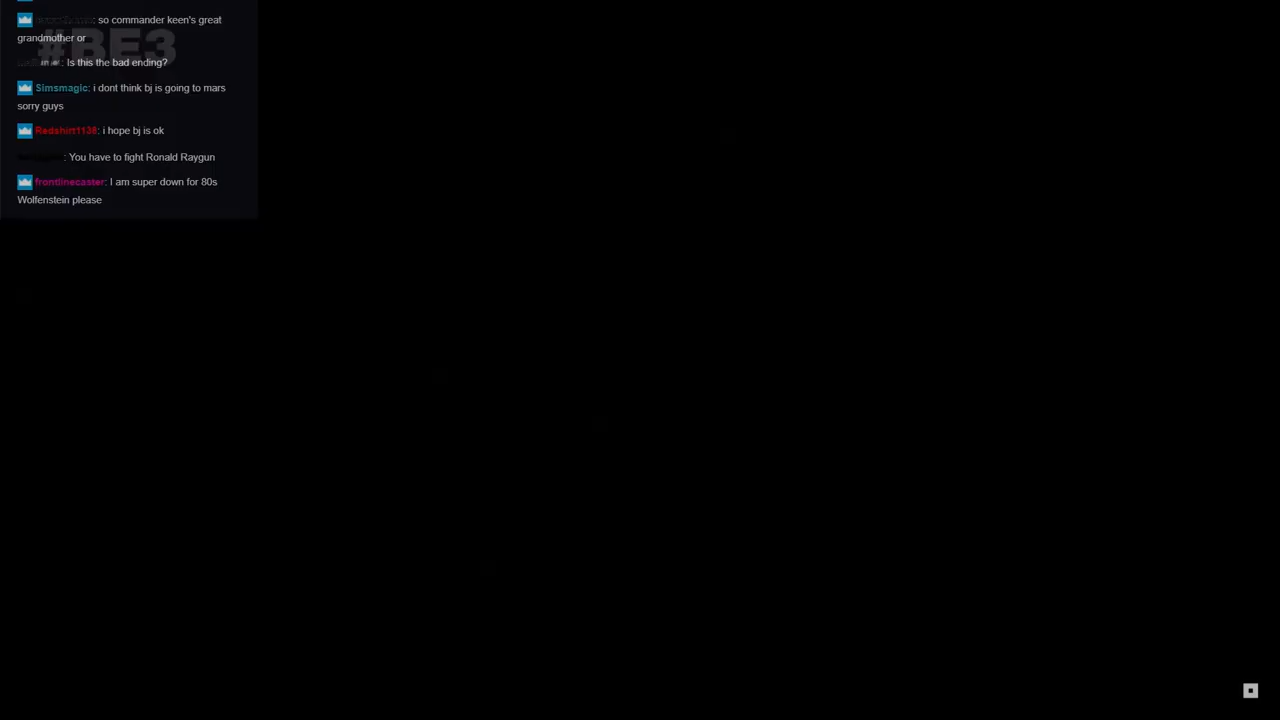 : so commander keen's great
grandmother or
#BE3
: Is this the bad ending?
Simsmagic: i dont think bj is going to mars
sorry guys
Redshirt1138: i hope bj is ok
: You have to fight Ronald Raygun
frontlinecaster: I am super down for 80s
Wolfenstein please